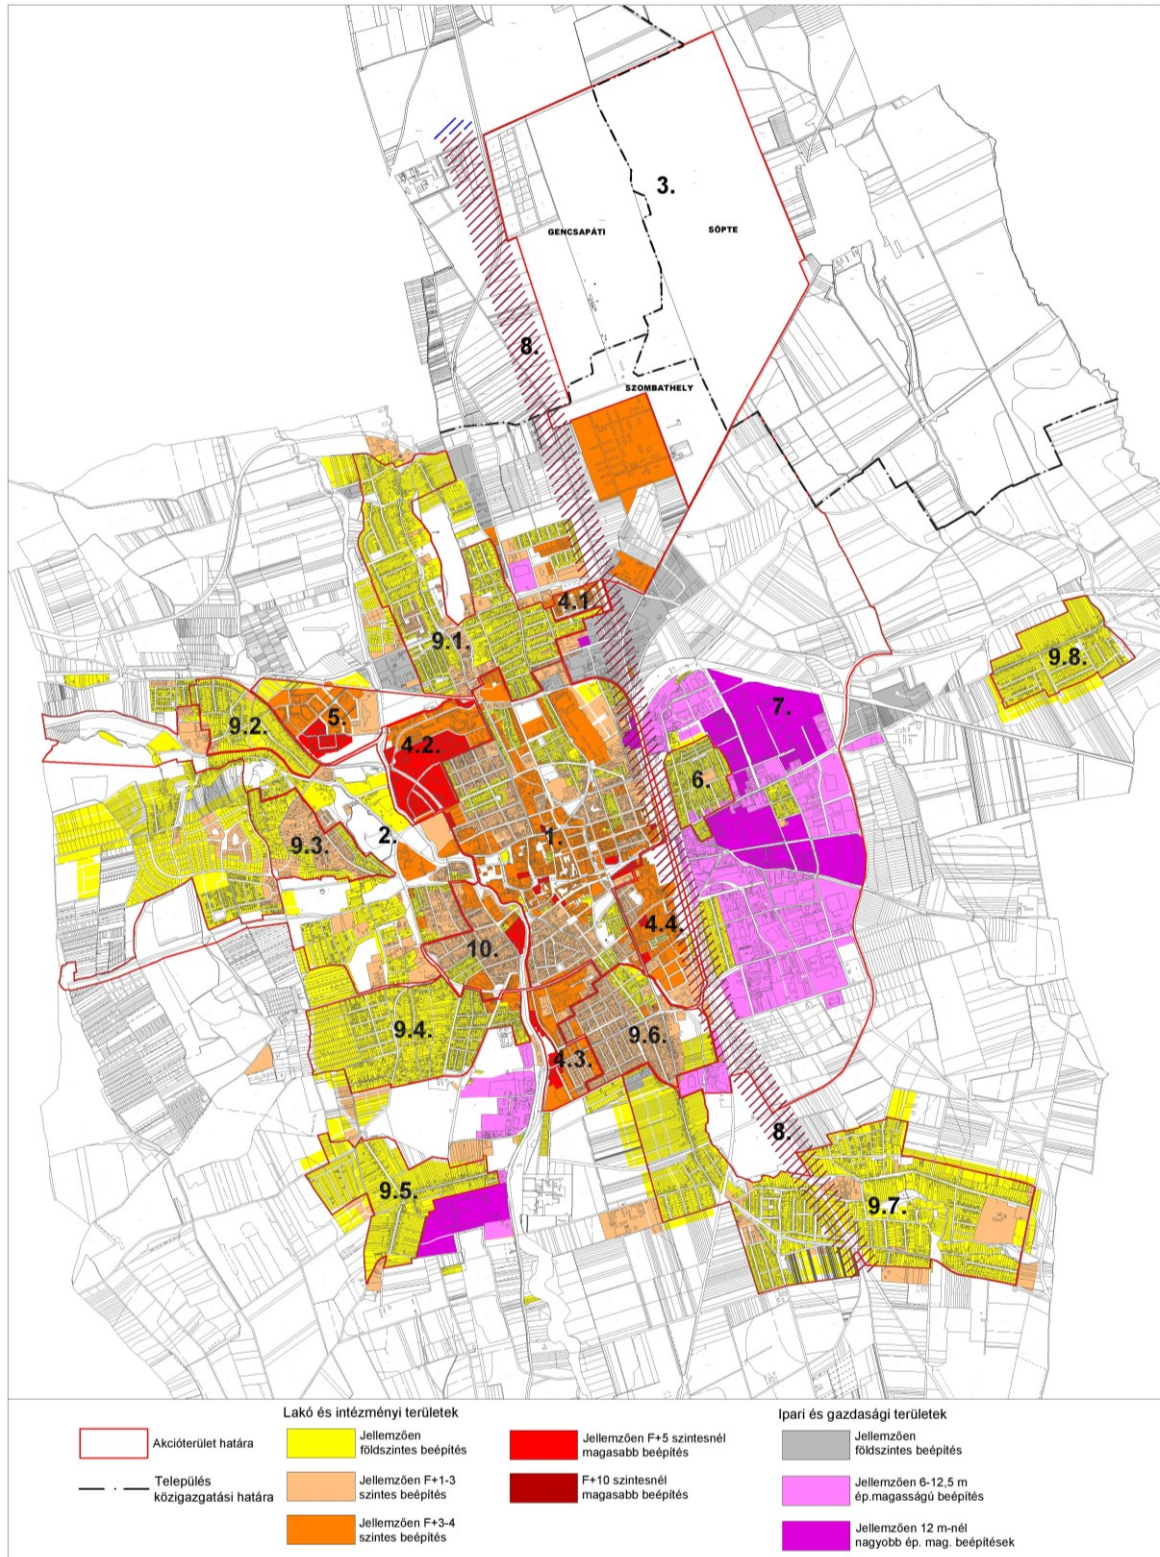 3.
GENCSAPÁTI
SÖPTE
8.
SZOMBATHELY
4.1
9.1.
9.8.
9.2.
5.
4.2.
7.
6.
2.
1.
9.3.
4.4.
10.
9.4.
9.6.
4.3.
8.
9.5.
9.7.
Lakó és intézményi területek
Ipari és gazdasági területek
Akcióterület határa
Település
közigazgatási határa
Jellemzően
földszintes beépítés
Jellemzően F+1-3
szintes beépítés
Jellemzően F+3-4
szintes beépítés
Jellemzően F+5 szintesnél
magasabb beépítés
F+10 szintesnél
magasabb beépítés
Jellemzően
földszintes beépítés
Jellemzően 6-12,5 m
ép.magasságú beépítés
Jellemzően 12 m-nél
nagyobb ép. mag. beépítések